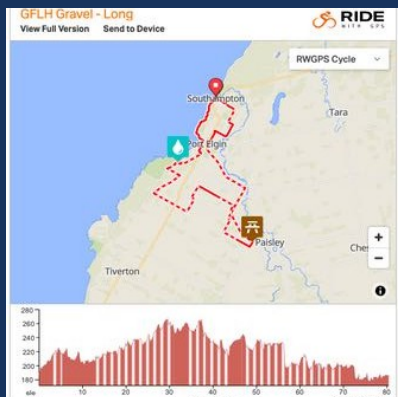 GFLH Gravel - Long
View Full Version Send to Device
RIDE
WITH GPS
RWGPS Cycle
Southampton
Tara
Port Elgin
Paisley
Tiverton
+
−
280
260
240
220
200
180
10 20 30 40 50 60 70 80